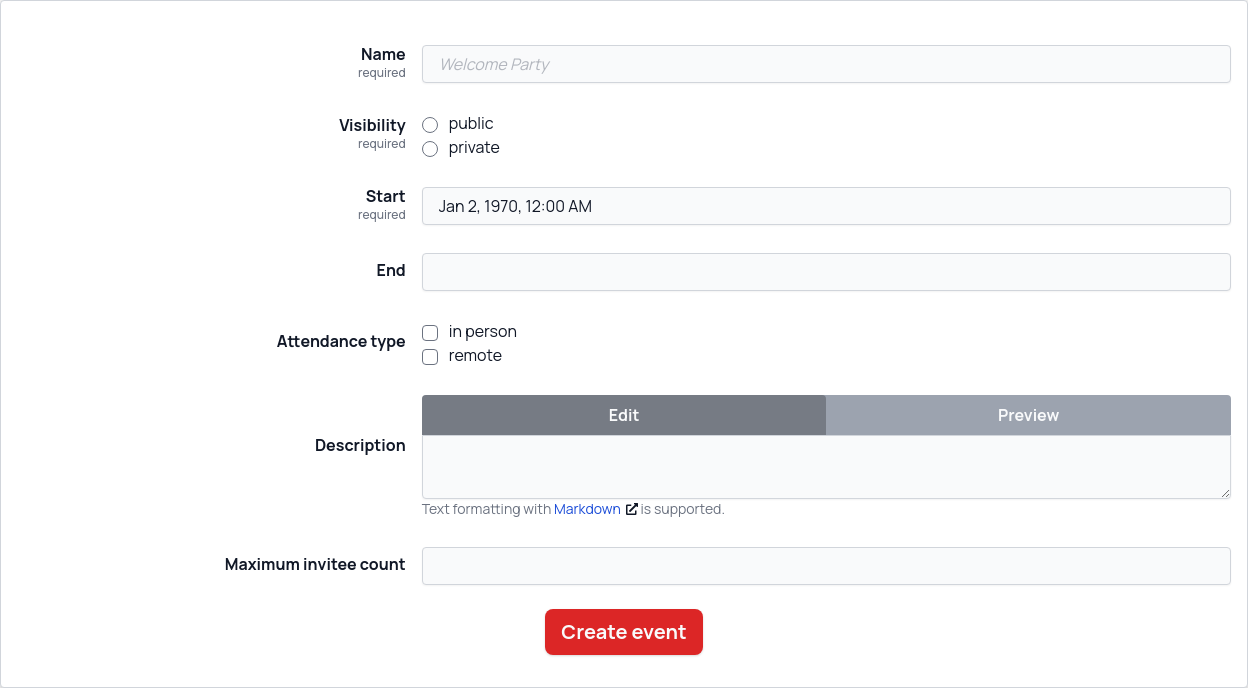 Name
required
Welcome Party
Visibility
required
public
private
Start
required
Jan 2, 1970, 12:00 AM
End
Attendance type
in person
remote
Description
Edit
Preview
Text formatting with Markdown is supported.
Maximum invitee count
Create event